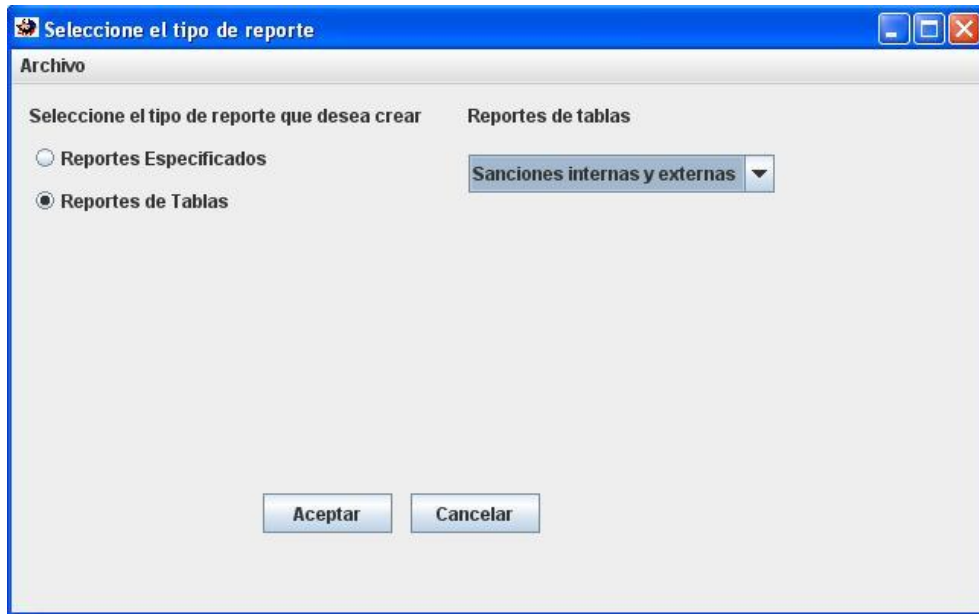 Seleccione el tipo de reporte
Archivo
Seleccione el tipo de reporte que desea crear
Reportes Especificados
Reportes de Tablas
Reportes de tablas
Sanciones internas y externas
Aceptar
Cancelar